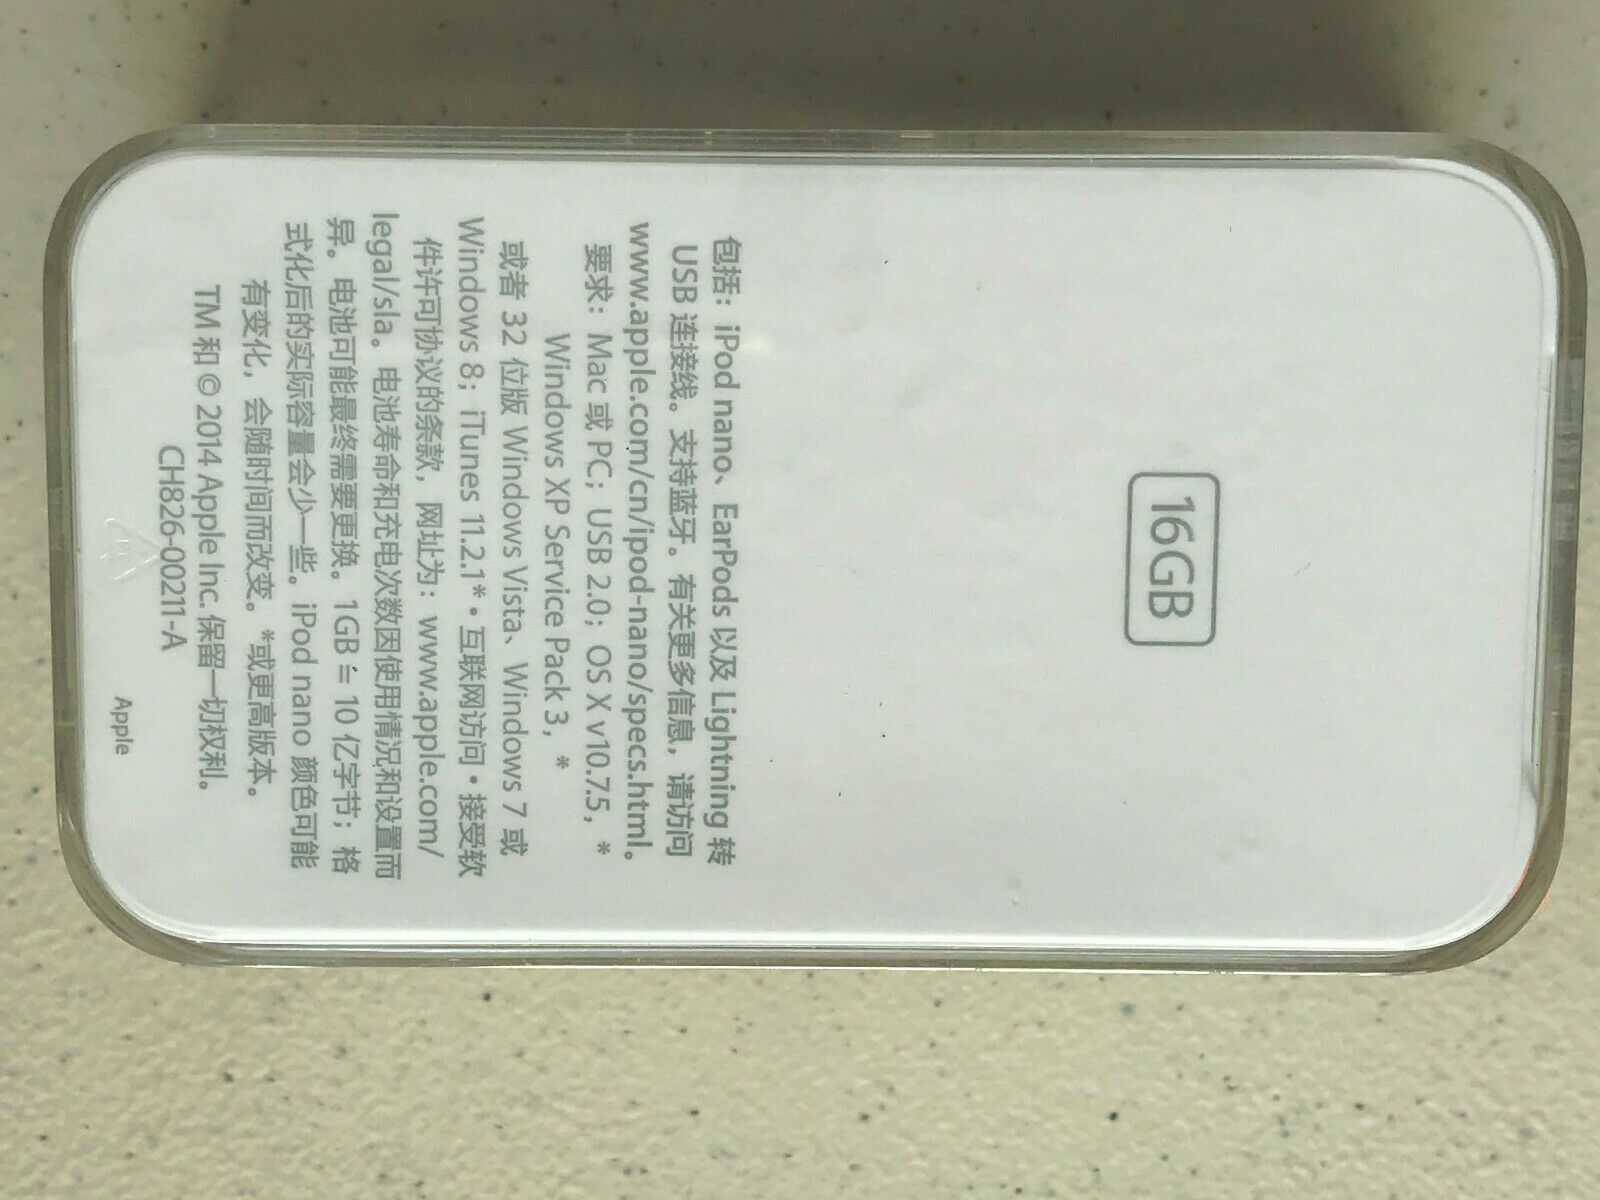 16GB
包括：iPod nano、EarPods 以及 Lightning 转
USB 连接线。支持蓝牙。有关更多信息，请访问
www.apple.com/cn/ipod-nano/specs.html。
要求：Mac 或 PC；USB 2.0；OS X v10.7.5，*
Windows XP Service Pack 3，*
或者 32 位版 Windows Vista、Windows 7 或
Windows 8；iTunes 11.2.1* • 互联网访问 • 接受软
件许可协议的条款，网址为：www.apple.com/
legal/sla。电池寿命和充电次数因使用情况和设置而
异。电池可能最终需要更换。1GB ≒ 10 亿字节；格
式化后的实际容量会少一些。iPod nano 颜色可能
有变化，会随时间而改变。*或更高版本。
TM 和 © 2014 Apple Inc. 保留一切权利。
CH826-00211-A
Apple